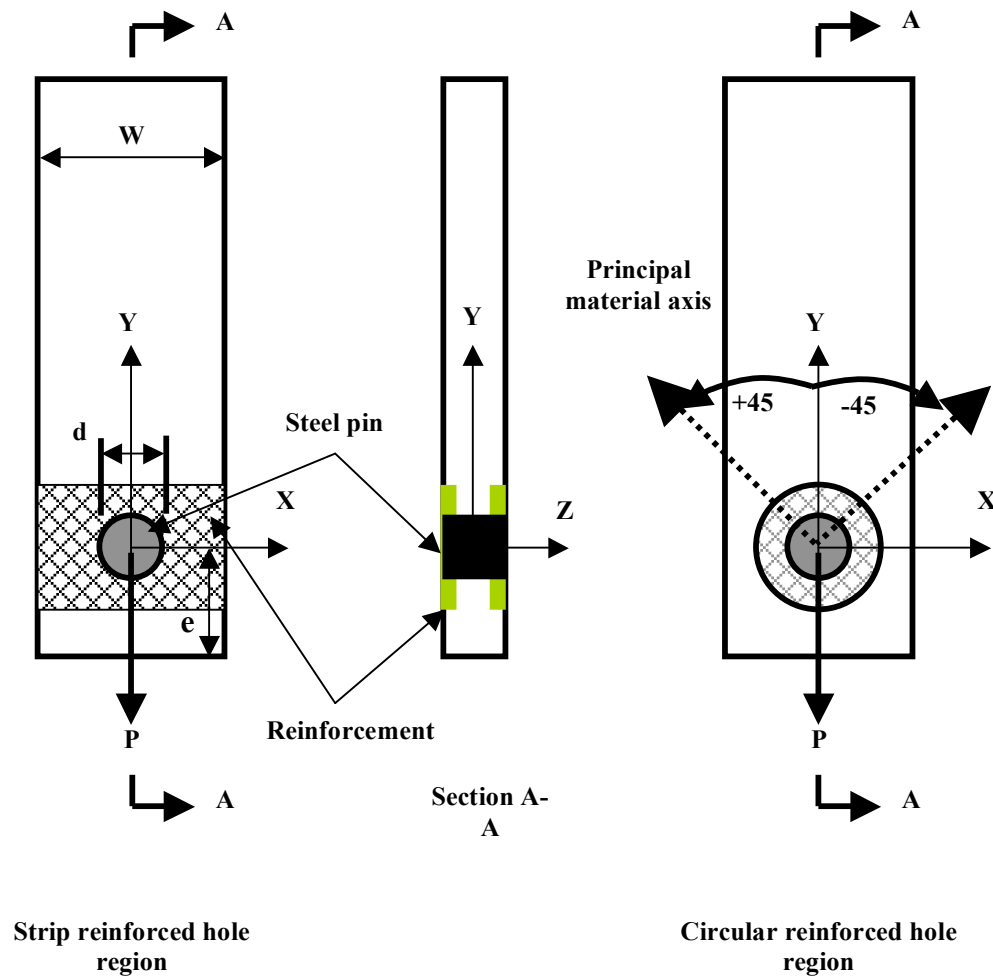 A
A
W
Principal
material axis
Y
Y
Y
+45
-45
d
Steel pin
X
Z
X
e
Reinforcement
P
P
A
Section A-
A
A
Strip reinforced hole
region
Circular reinforced hole
region